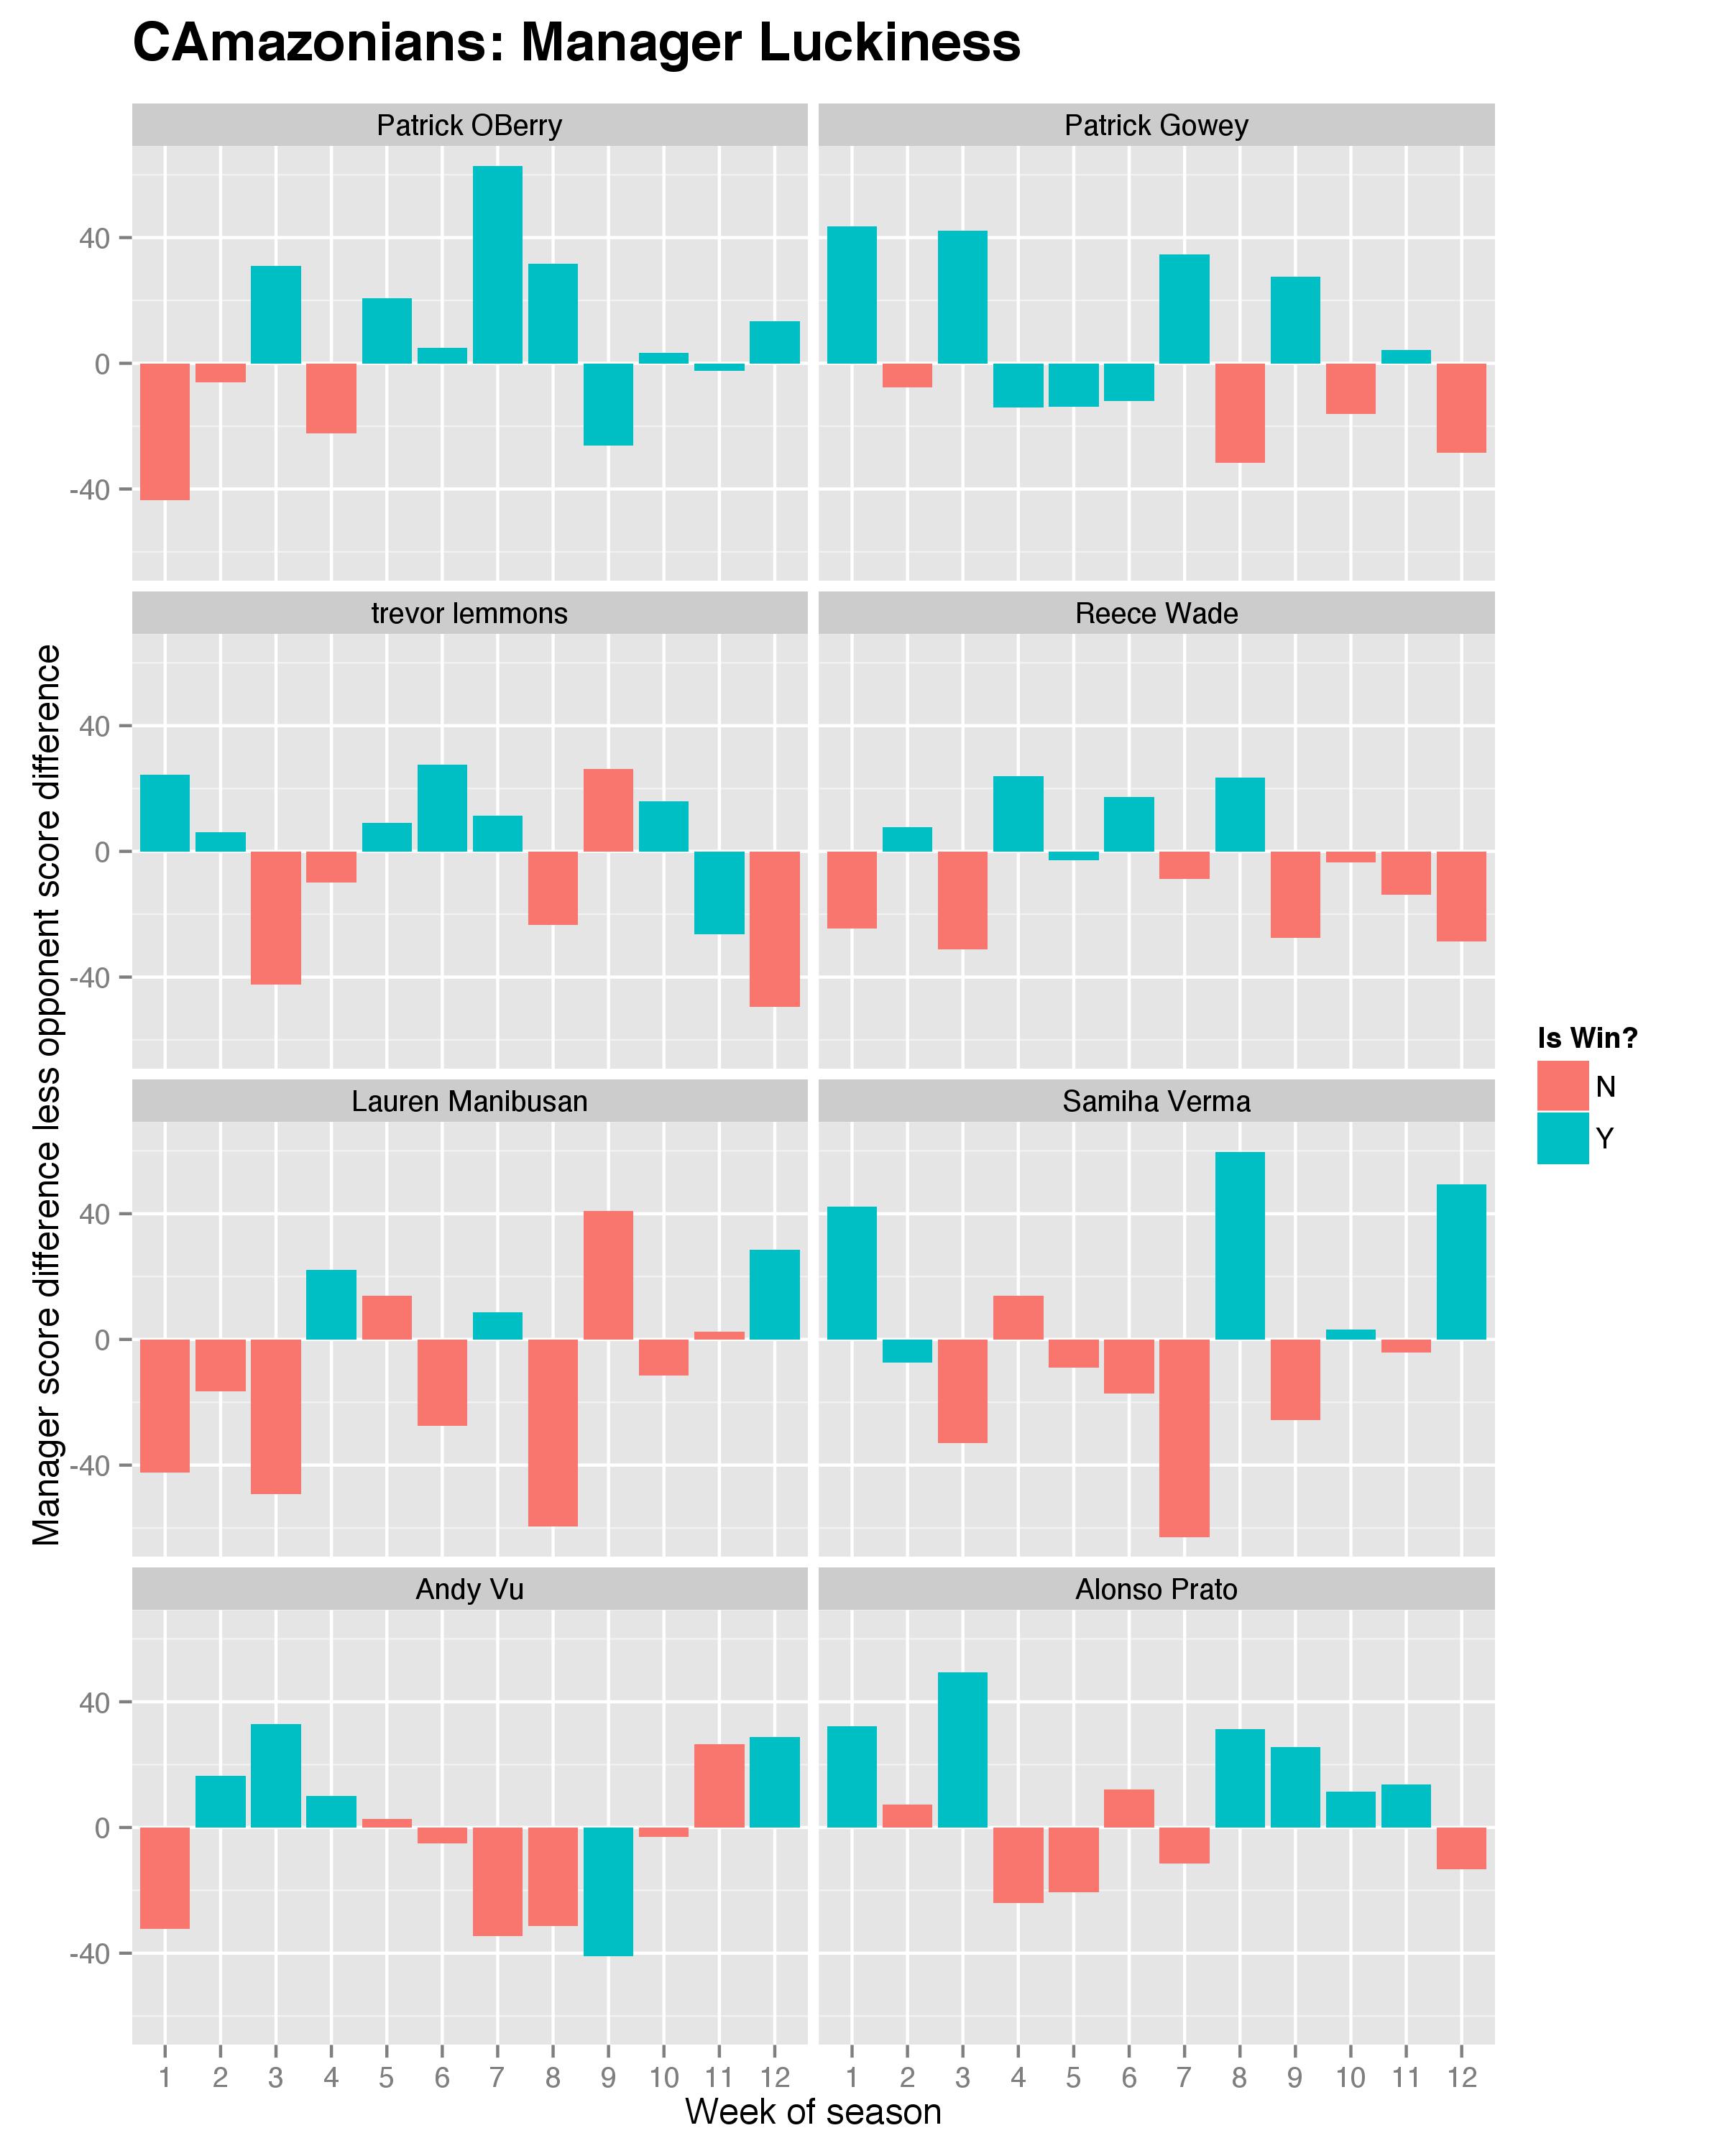 CAmazonians: Manager Luckiness
Patrick OBerry
Patrick Gowey
40
0
-40
trevor lemmons
Reece Wade
40
0
-40
Lauren Manibusan
Samiha Verma
40
0
-40
Andy Vu
Alonso Prato
40
0
-40
1 2 3 4 5 6 7 8 9 10 11 12
1 2 3 4 5 6 7 8 9 10 11 12
Week of season
Manager score difference less opponent score difference
Is Win?
N
Y